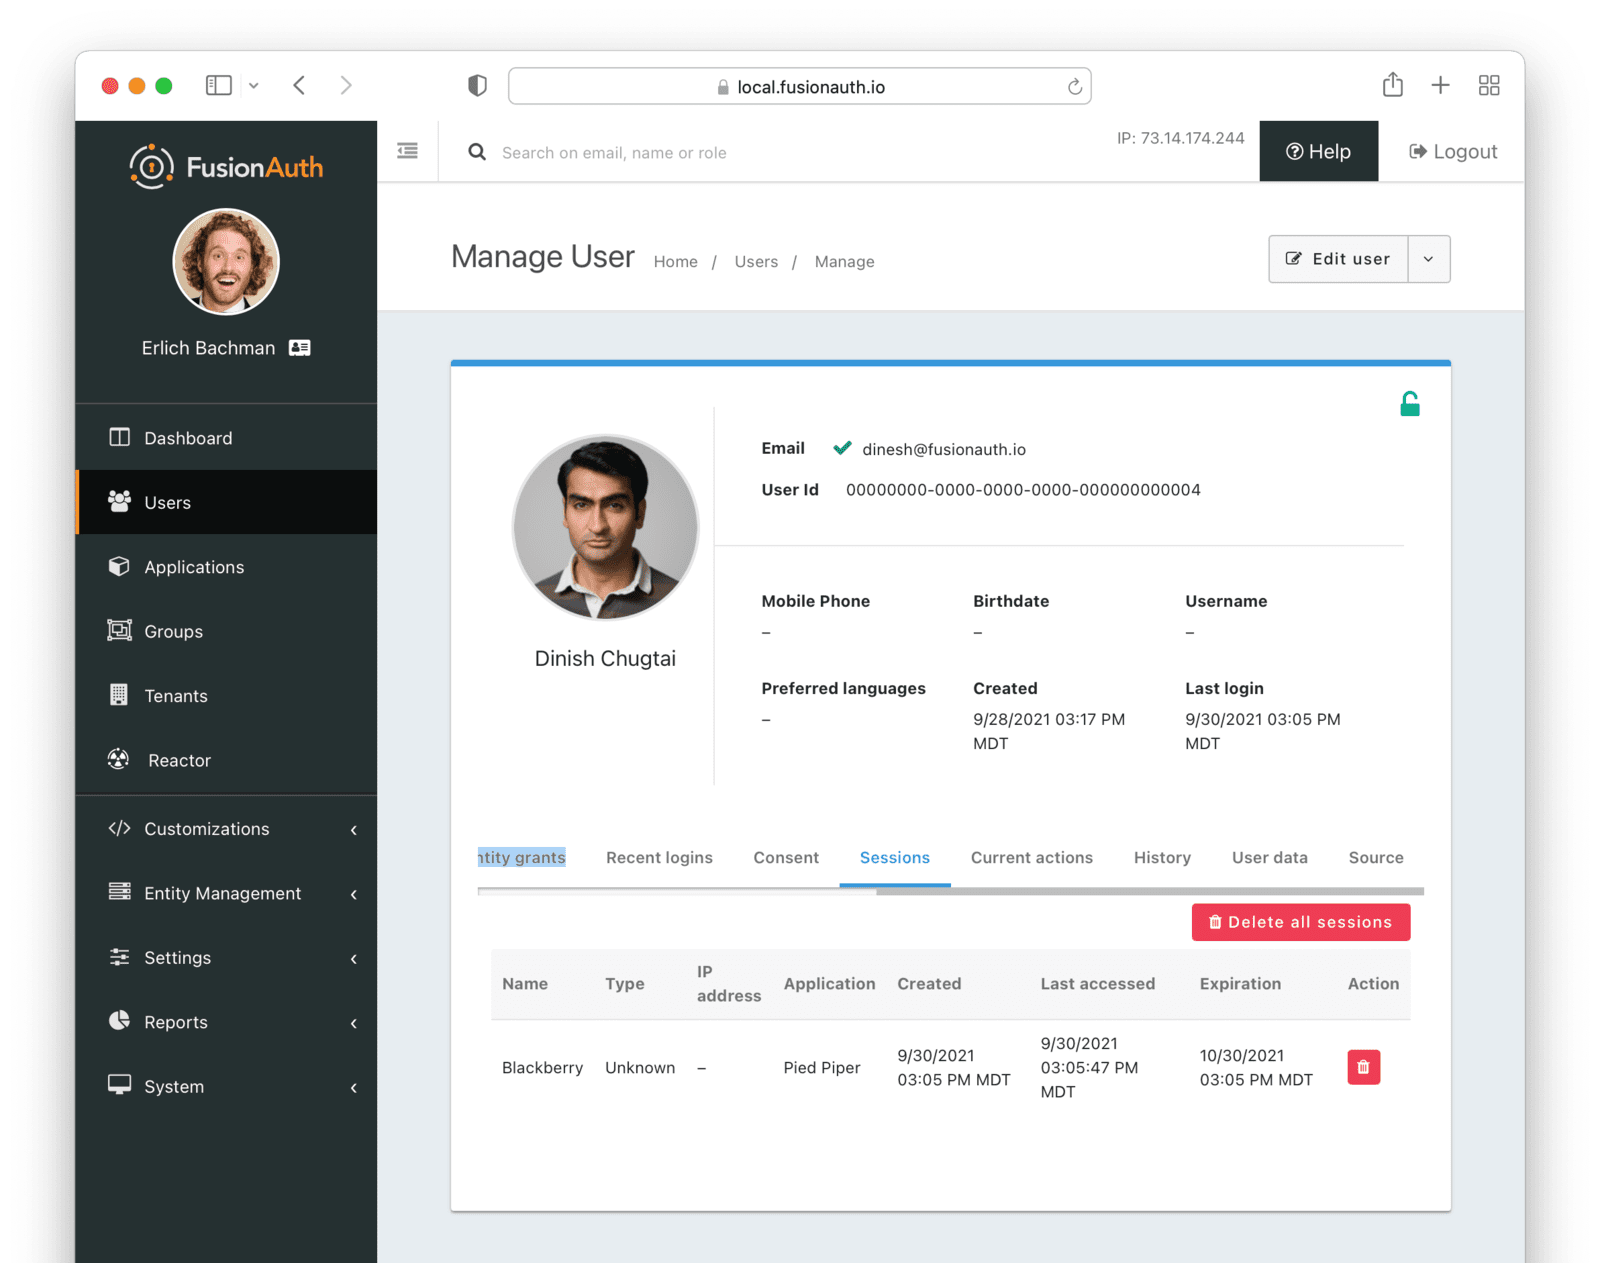 local.fusionauth.io
FusionAuth
Search on email, name or role
IP: 73.14.174.244
Help
Logout
Erlich Bachman
Dashboard
Users
Applications
Groups
Tenants
Reactor
Customizations
Entity Management
Settings
Reports
System
Manage User
Home / Users / Manage
Edit user
Dinish Chugtai
Email dinesh@fusionauth.io
User Id 00000000-0000-0000-0000-000000000004
Mobile Phone Birthdate Username
– – –
Preferred languages Created Last login
– 9/28/2021 03:17 PM 9/30/2021 03:05 PM
MDT MDT
ntity grants Recent logins Consent Sessions Current actions History User data Source
Delete all sessions
Name Type IP address Application Created Last accessed Expiration Action
Blackberry Unknown – Pied Piper 9/30/2021 03:05 PM MDT 9/30/2021 03:05:47 PM MDT 10/30/2021 03:05 PM MDT